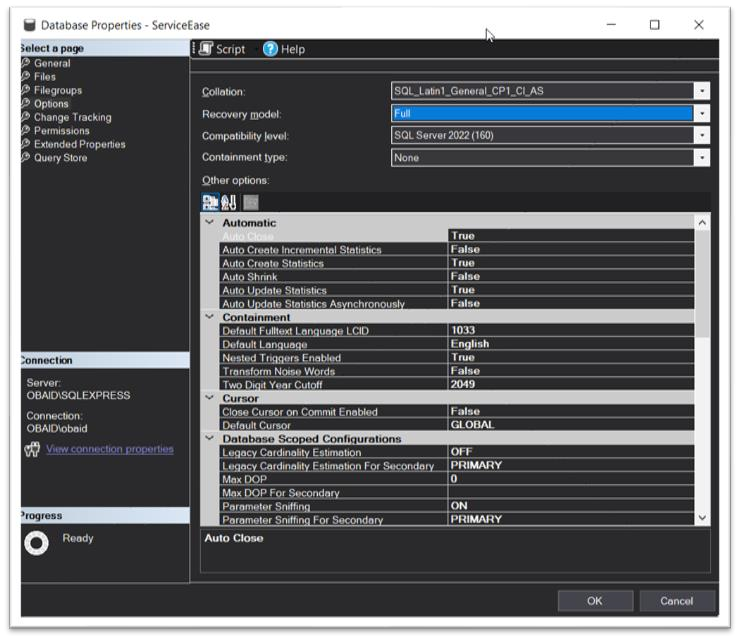 Database Properties - ServiceEase
Select a page
General
Files
Filegroups
Options
Change Tracking
Permissions
Extended Properties
Query Store
Connection
Server:
OBAID\SQLEXPRESS
Connection:
OBAID\obaid
View connection properties
Progress
Ready
Script
Help
Collation: SQL_Latin1_General_CP1_CI_AS
Recovery model: Full
Compatibility level: SQL Server 2022 (160)
Containment type: None
Other options:
Automatic
Auto Close True
Auto Create Incremental Statistics False
Auto Create Statistics True
Auto Shrink False
Auto Update Statistics True
Auto Update Statistics Asynchronously False
Containment
Default Fulltext Language LCID 1033
Default Language English
Nested Triggers Enabled True
Transform Noise Words False
Two Digit Year Cutoff 2049
Cursor
Close Cursor on Commit Enabled False
Default Cursor GLOBAL
Database Scoped Configurations
Legacy Cardinality Estimation OFF
Legacy Cardinality Estimation For Secondary PRIMARY
Max DOP 0
Max DOP For Secondary
Parameter Sniffing ON
Parameter Sniffing For Secondary PRIMARY
Auto Close
OK
Cancel